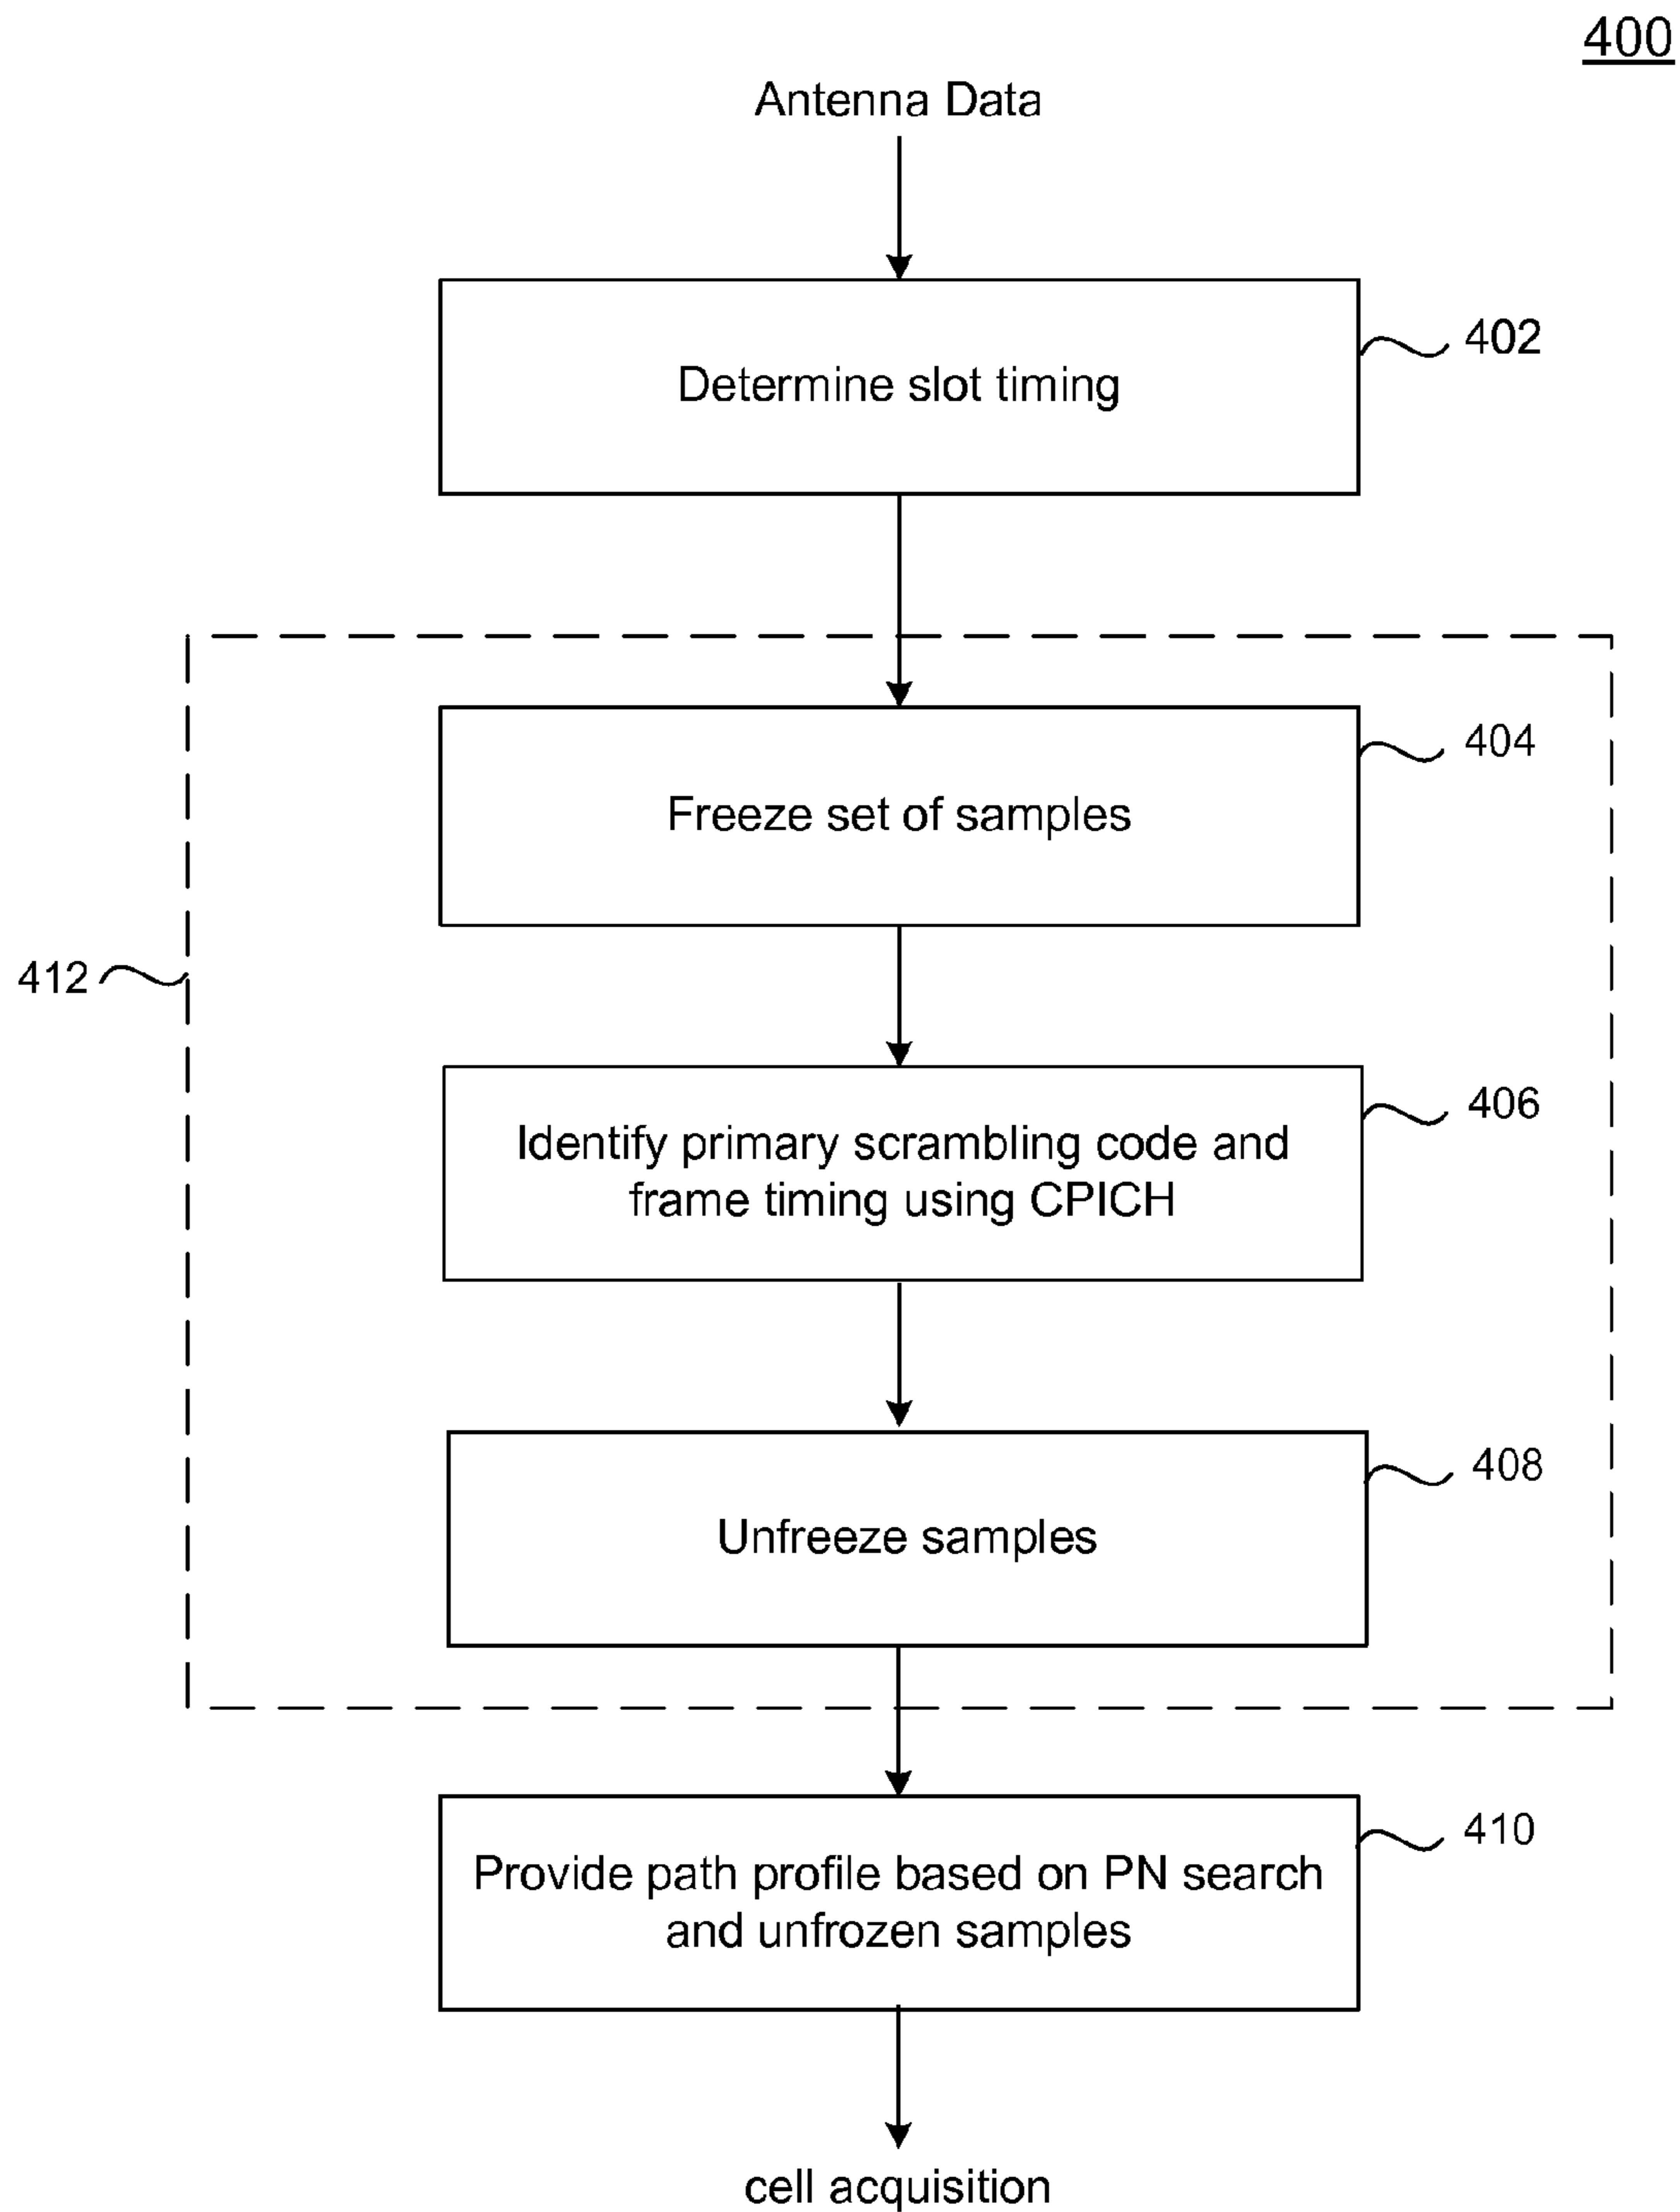 400
Antenna Data
402
Determine slot timing
404
Freeze set of samples
412
406
Identify primary scrambling code and
frame timing using CPICH
408
Unfreeze samples
410
Provide path profile based on PN search
and unfrozen samples
cell acquisition